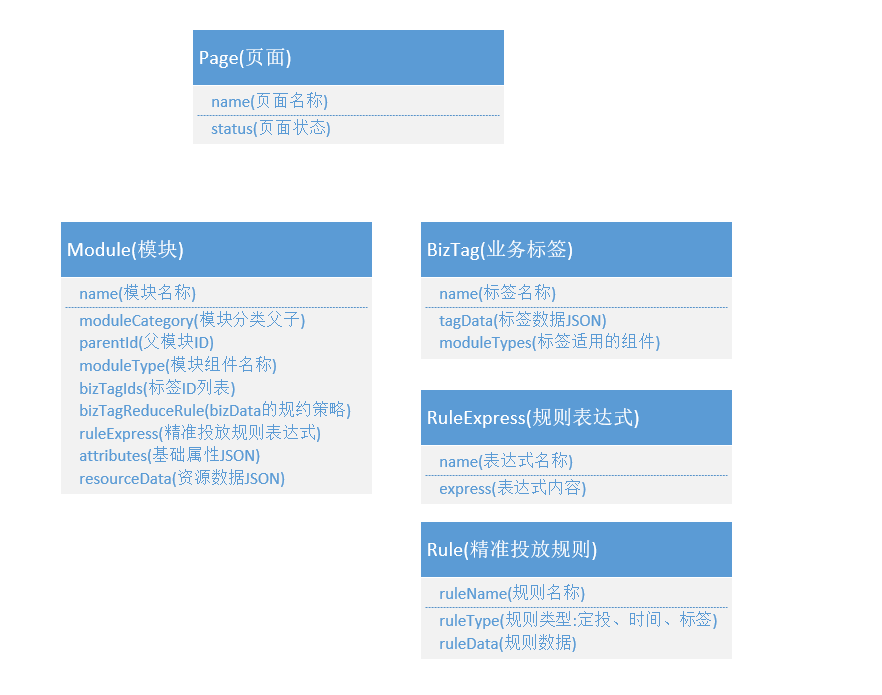 Page(页面)
name(页面名称)
status(页面状态)
Module(模块)
name(模块名称)
moduleCategory(模块分类父子)
parentId(父模块ID)
moduleType(模块组件名称)
bizTagIds(标签ID列表)
bizTagReduceRule(bizData的规约策略)
ruleExpress(精准投放规则表达式)
attributes(基础属性JSON)
resourceData(资源数据JSON)
BizTag(业务标签)
name(标签名称)
tagData(标签数据JSON)
moduleTypes(标签适用的组件)
RuleExpress(规则表达式)
name(表达式名称)
express(表达式内容)
Rule(精准投放规则)
ruleName(规则名称)
ruleType(规则类型:定投、时间、标签)
ruleData(规则数据)